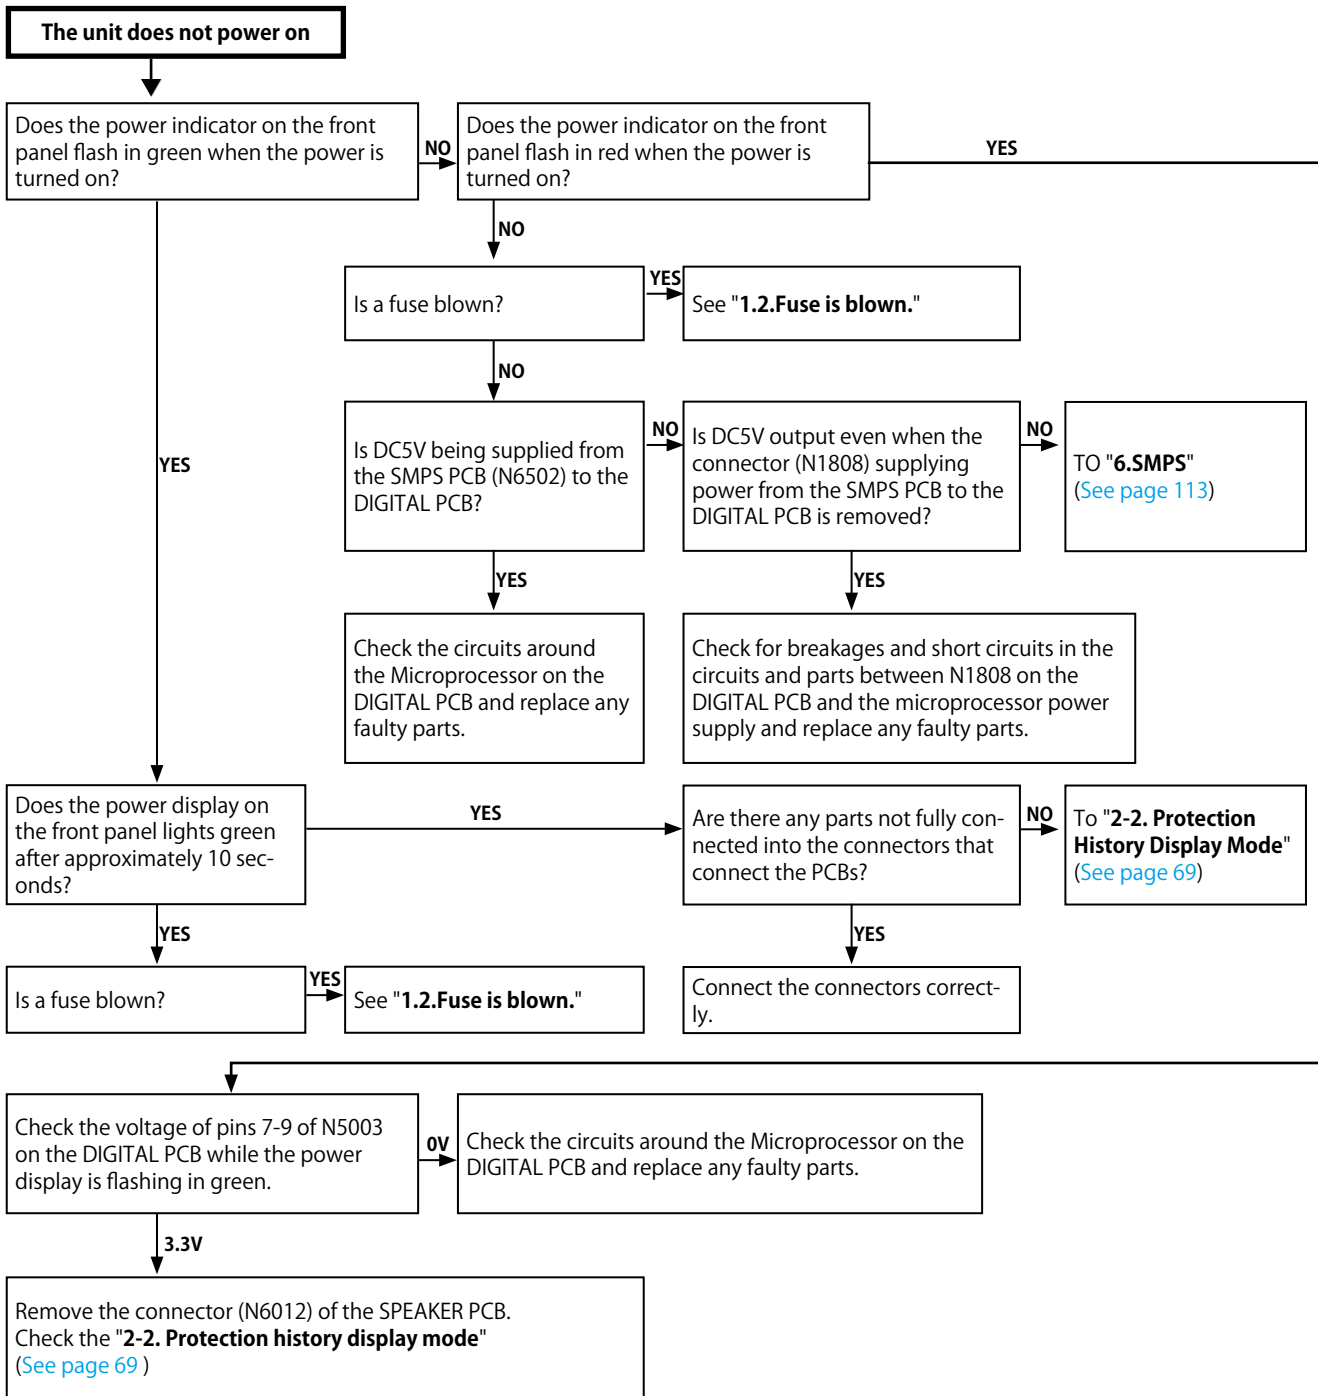 The unit does not power on
Does the power indicator on the front
panel flash in green when the power is
turned on?
NO
Does the power indicator on the front
panel flash in red when the power is
turned on?
YES
NO
Is a fuse blown?
YES
See "1.2.Fuse is blown."
NO
YES
Is DC5V being supplied from
the SMPS PCB (N6502) to the
DIGITAL PCB?
NO
Is DC5V output even when the
connector (N1808) supplying
power from the SMPS PCB to the
DIGITAL PCB is removed?
NO
TO "6.SMPS"
(See page 113)
YES
YES
Check the circuits around
the Microprocessor on the
DIGITAL PCB and replace any
faulty parts.
Check for breakages and short circuits in the
circuits and parts between N1808 on the
DIGITAL PCB and the microprocessor power
supply and replace any faulty parts.
Does the power display on
the front panel lights green
after approximately 10 sec-
onds?
YES
Are there any parts not fully con-
nected into the connectors that
connect the PCBs?
NO
To "2-2. Protection
History Display Mode"
(See page 69)
YES
YES
Is a fuse blown?
YES
See "1.2.Fuse is blown."
Connect the connectors correct-
ly.
Check the voltage of pins 7-9 of N5003
on the DIGITAL PCB while the power
display is flashing in green.
0V
Check the circuits around the Microprocessor on the
DIGITAL PCB and replace any faulty parts.
3.3V
Remove the connector (N6012) of the SPEAKER PCB.
Check the "2-2. Protection history display mode"
(See page 69 )